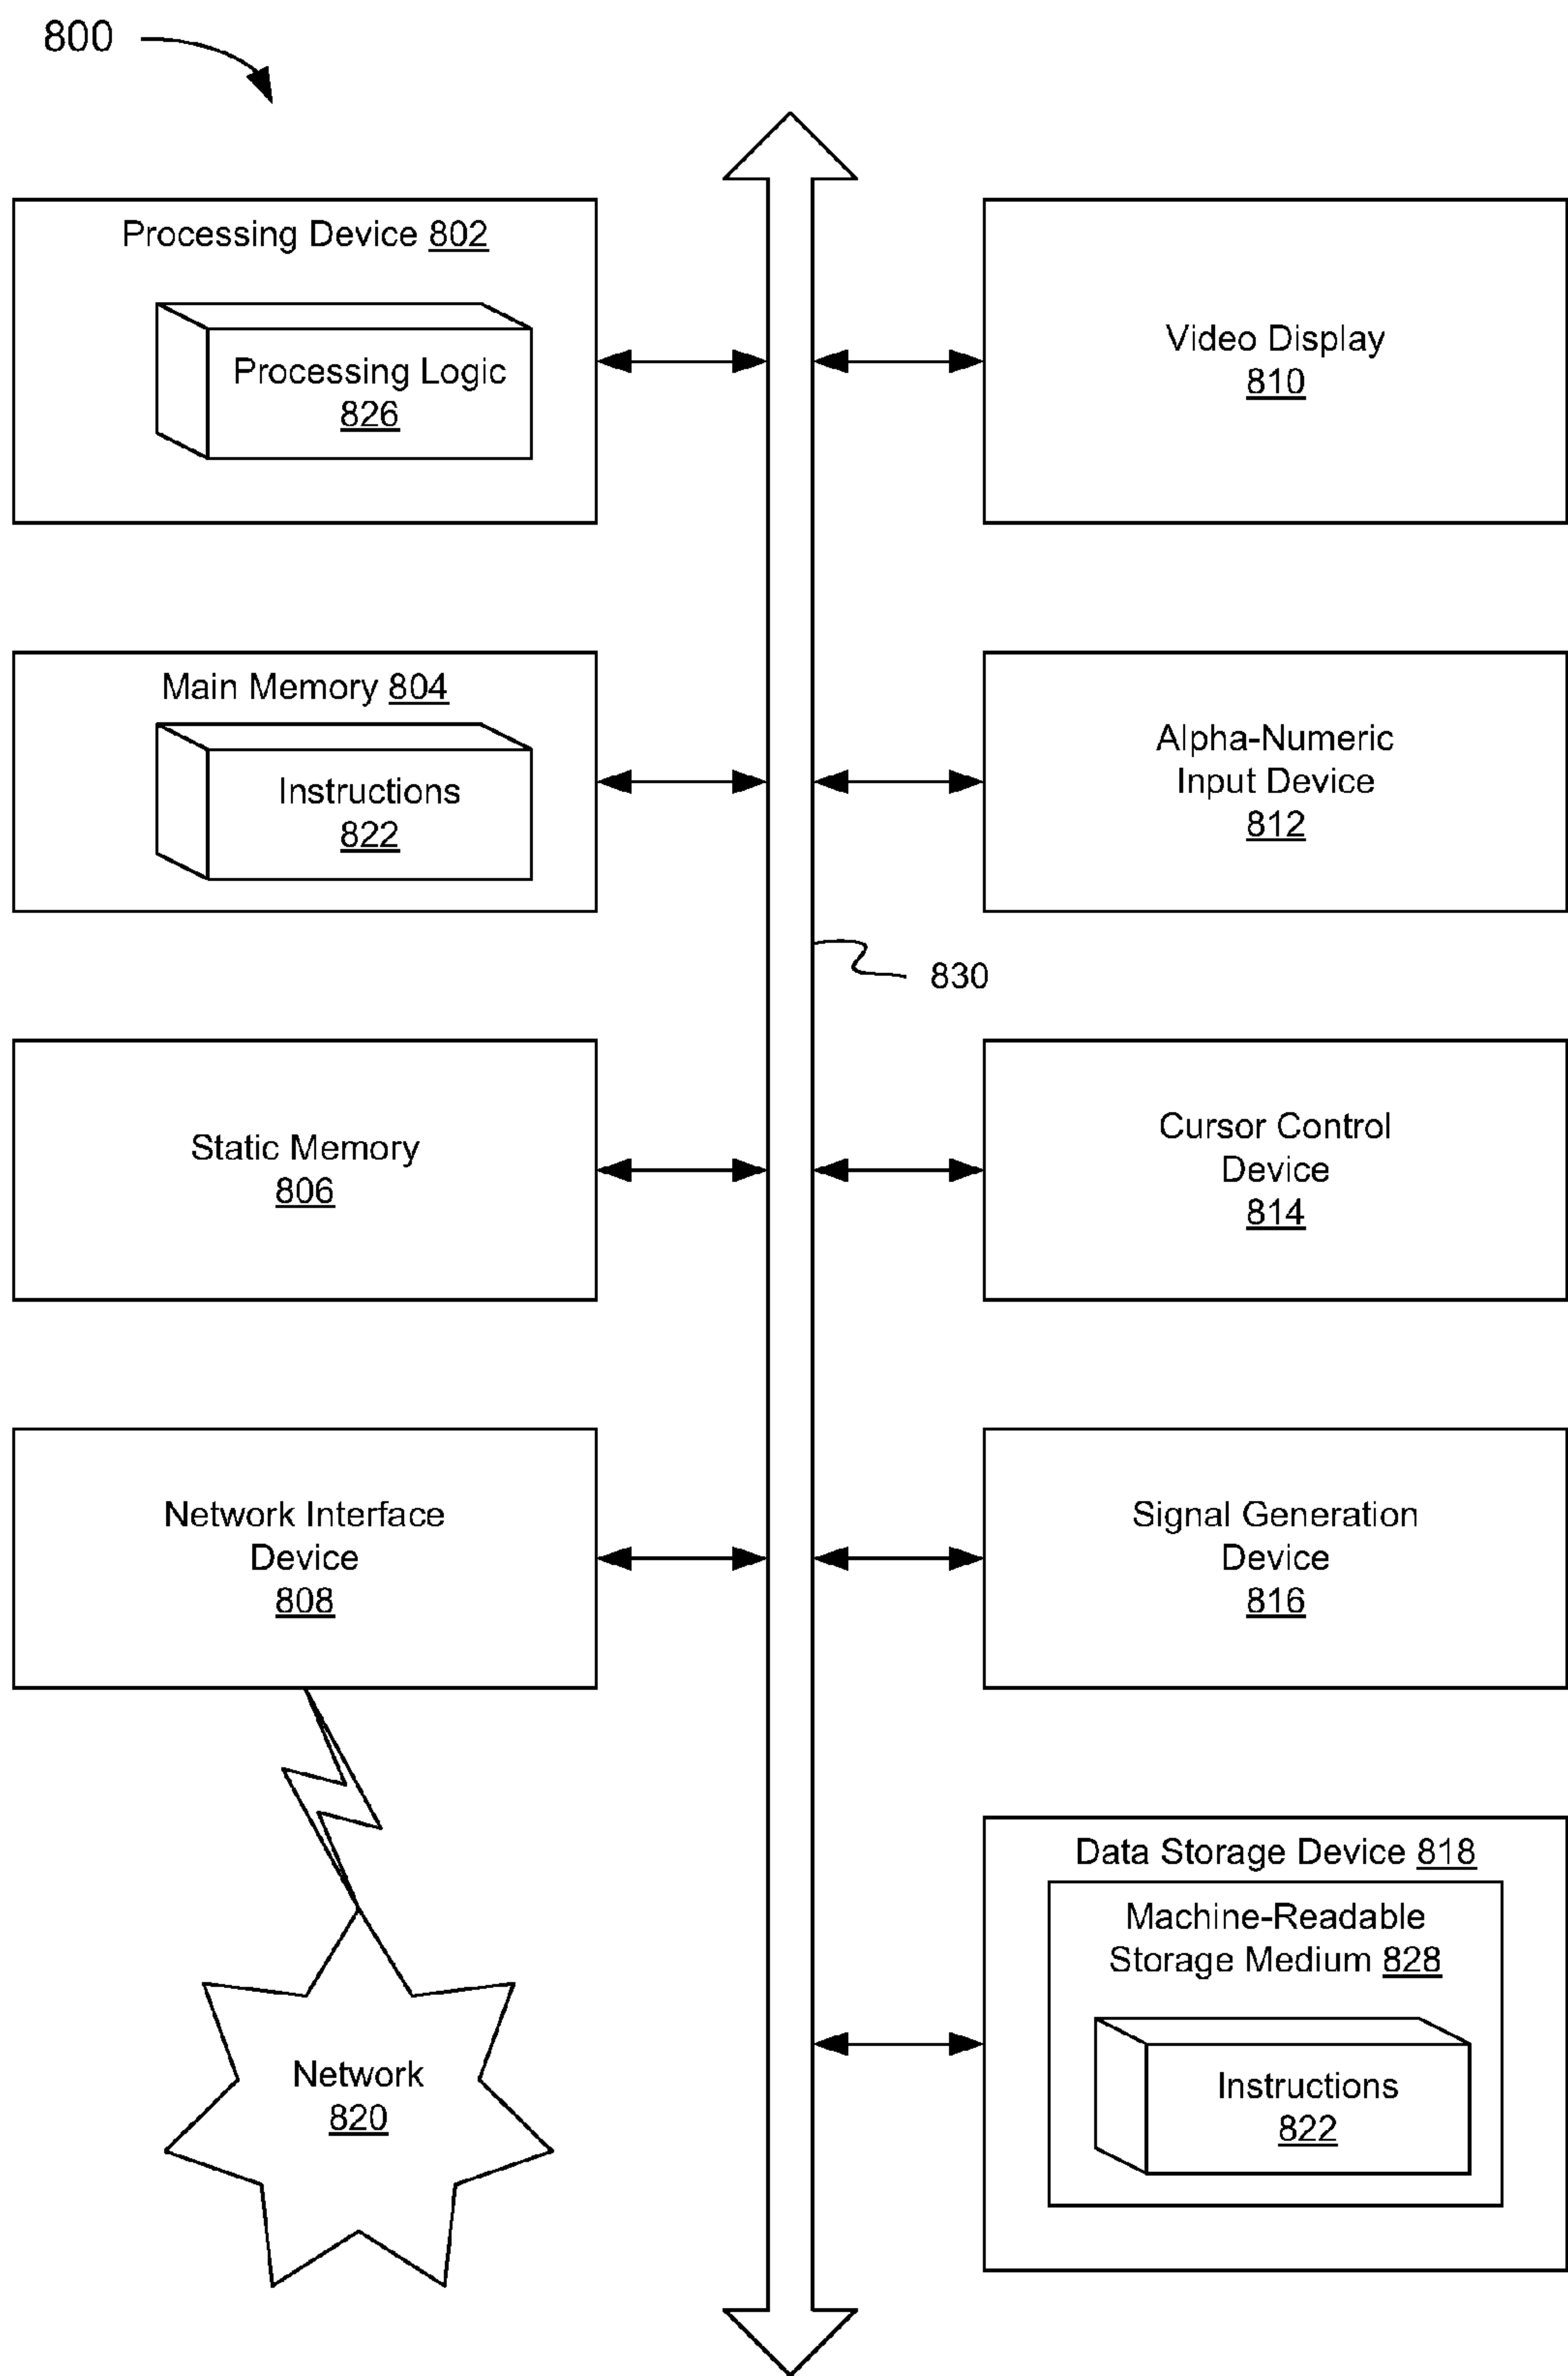 800
Processing Device 802
Processing Logic
826
Video Display
810
Main Memory 804
Instructions
822
Alpha-Numeric
Input Device
812
830
Static Memory
806
Cursor Control
Device
814
Network Interface
Device
808
Signal Generation
Device
816
Data Storage Device 818
Machine-Readable
Storage Medium 828
Instructions
822
Network
820